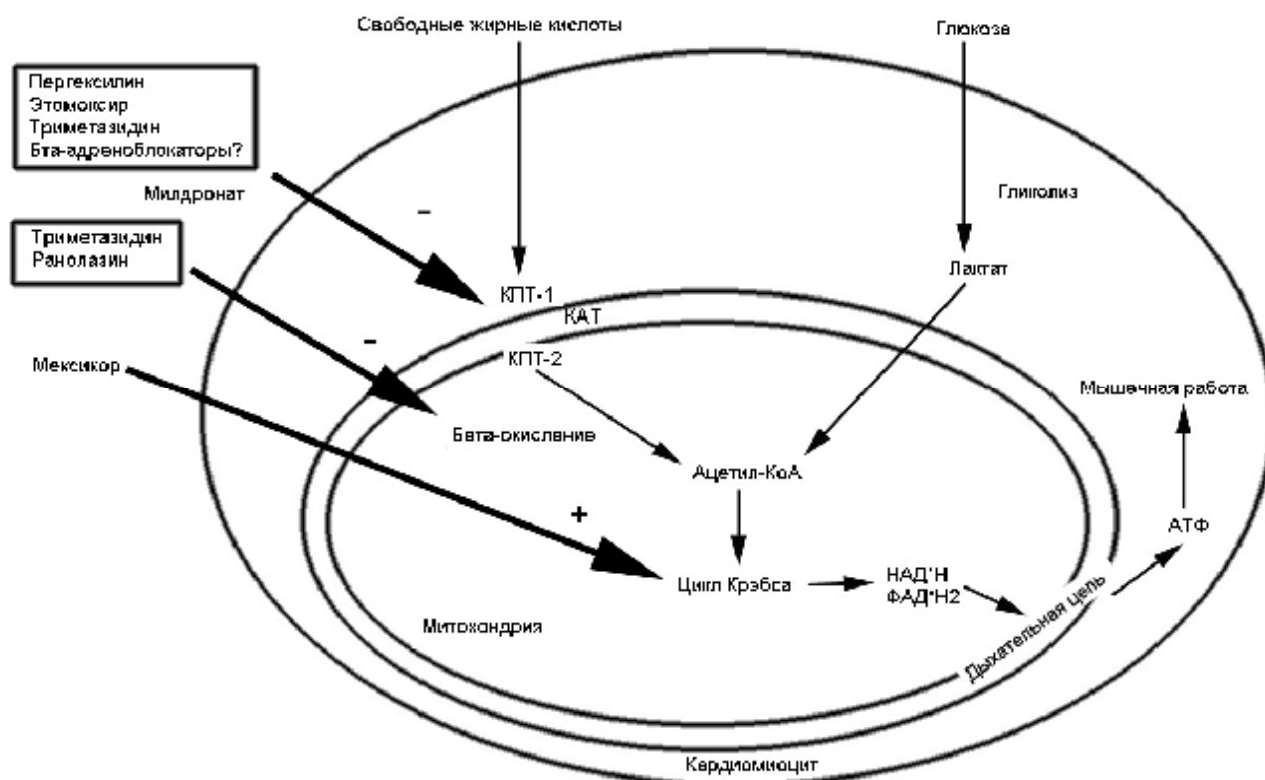 Свободные жирные кислоты
Глюкоза
Пергексилин
Этомоксир
Триметазидин
Бта-адреноблокаторы?
Милдронат
–
Гликолиз
Триметазидин
Ранолазин
Лактат
КПТ-1
КАТ
–
КПТ-2
Мексикор
Мышечная работа
Бета-окисление
Ацетил-КоА
+
АТФ
Цикл Крэбса
НАД*Н
ФАД*Н2
Дыхательная цепь
Митохондрия
Кардиомиоцит